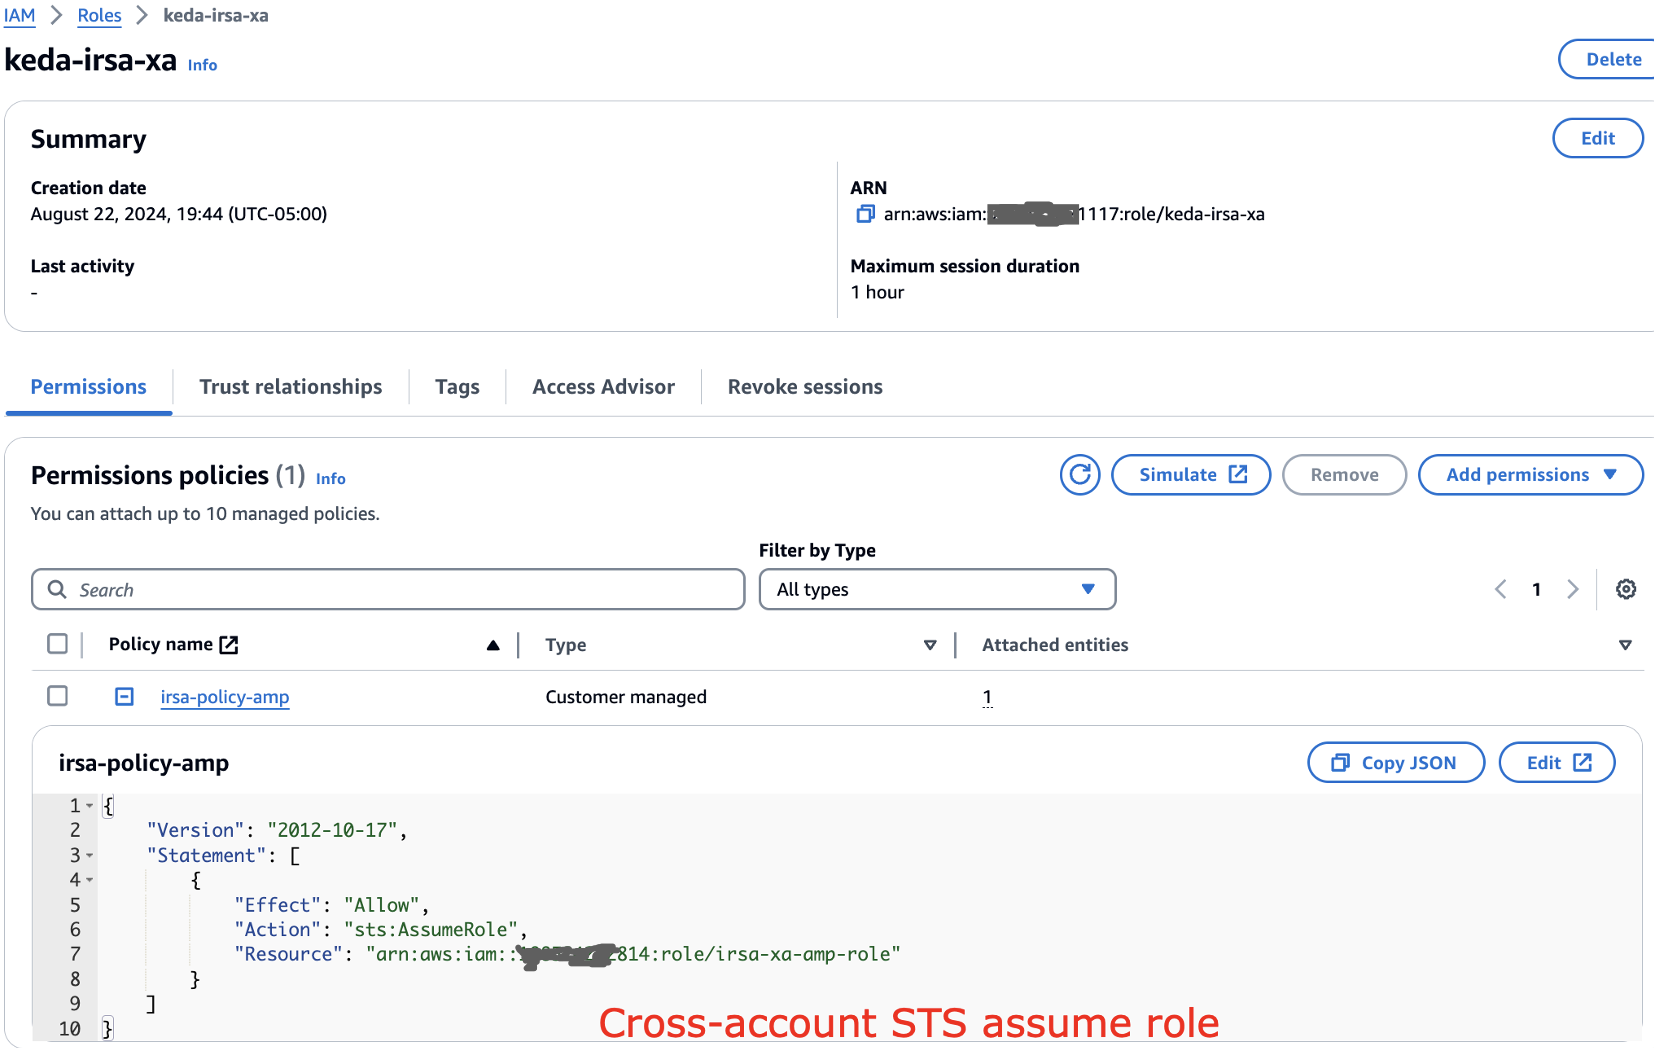 IAM > Roles > keda-irsa-xa
keda-irsa-xa Info
Delete
Summary
Edit
Creation date
August 22, 2024, 19:44 (UTC-05:00)
ARN
arn:aws:iam: 1117:role/keda-irsa-xa
Last activity
-
Maximum session duration
1 hour
Permissions
Trust relationships
Tags
Access Advisor
Revoke sessions
Permissions policies (1) Info
Simulate
Remove
Add permissions
You can attach up to 10 managed policies.
Filter by Type
Search
All types
1
Policy name
Type
Attached entities
irsa-policy-amp
Customer managed
1
irsa-policy-amp
Copy JSON
Edit
1 {
2 "Version": "2012-10-17",
3 "Statement": [
4 {
5 "Effect": "Allow",
6 "Action": "sts:AssumeRole",
7 "Resource": "arn:aws:iam:: 814:role/irsa-xa-amp-role"
8 }
9 ]
10 }
Cross-account STS assume role